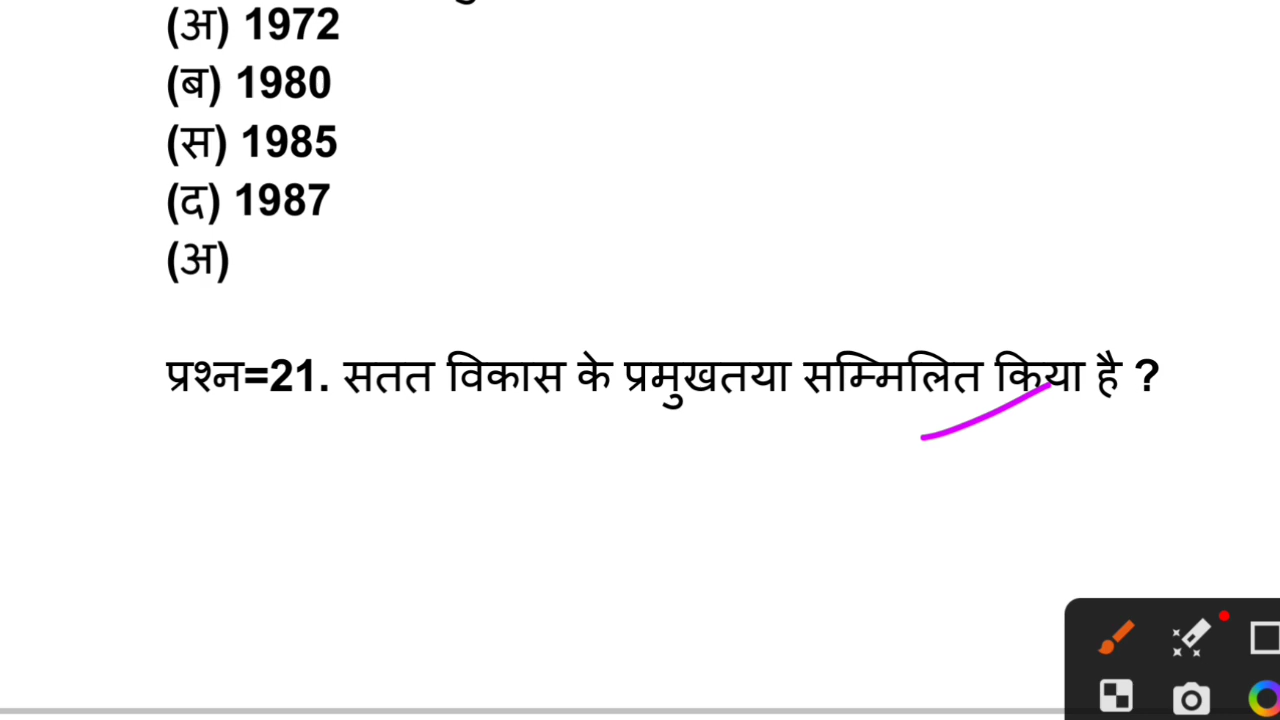 (अ) 1972
(ब) 1980
(स) 1985
(द) 1987
(अ)
प्रश्न=21. सतत विकास के प्रमुखतया सम्मिलित किया है ?